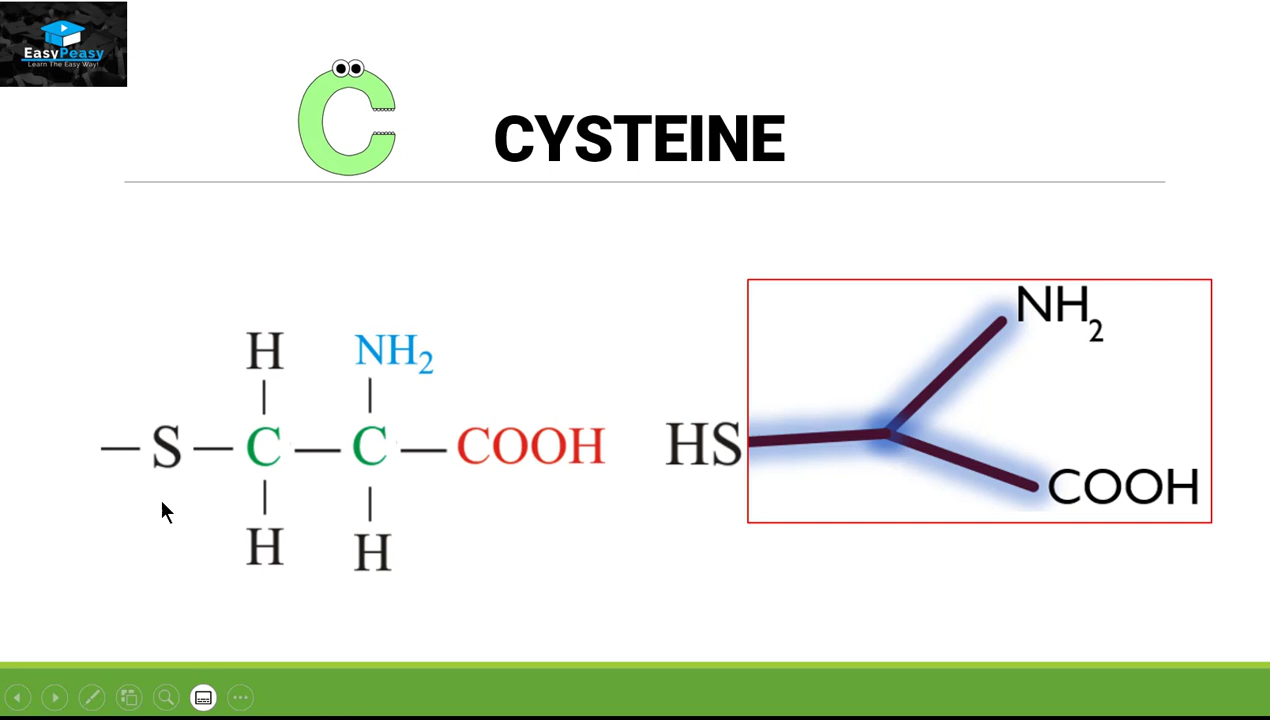 EasyPeasy
Learn The Easy Way!
C CYSTEINE
H NH₂
—S—C—C—COOH
H H
NH₂
HS
COOH